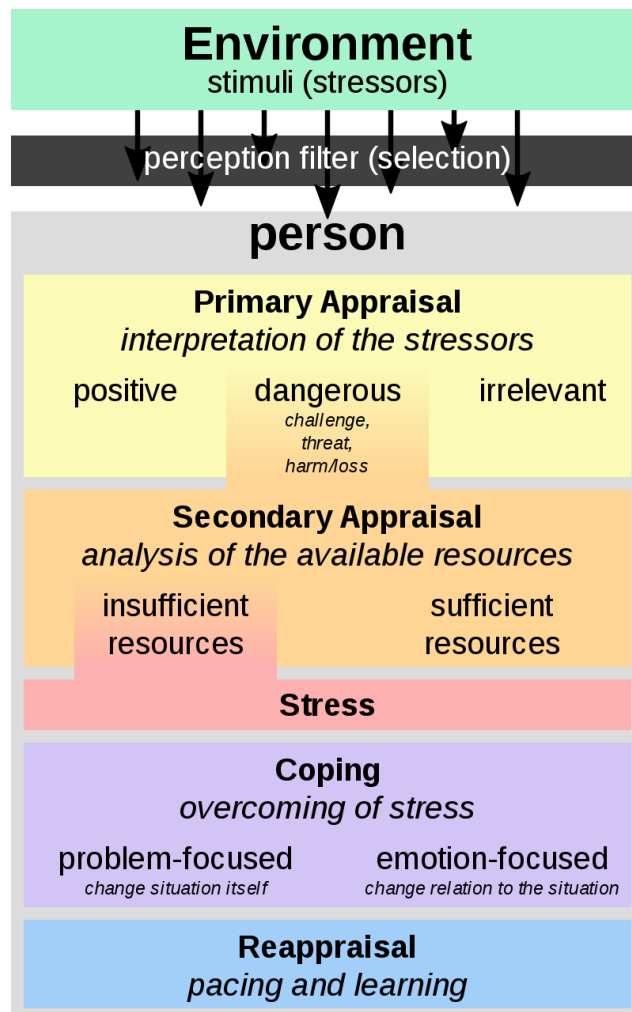 Environment
stimuli (stressors)
perception filter (selection)
person
Primary Appraisal
interpretation of the stressors
positive
dangerous
irrelevant
challenge,
threat,
harm/loss
Secondary Appraisal
analysis of the available resources
insufficient
resources
sufficient
resources
Stress
Coping
overcoming of stress
problem-focused
change situation itself
emotion-focused
change relation to the situation
Reappraisal
pacing and learning